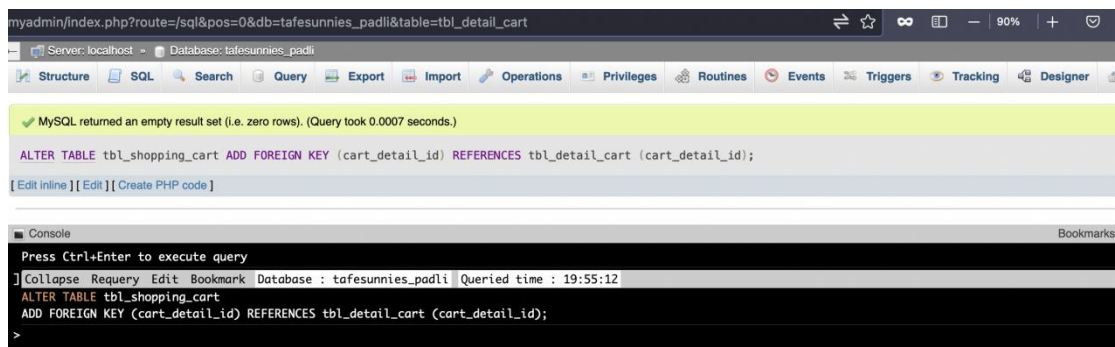 myadmin/index.php?route=/sql&pos=0&db=tafesunnies_padli&table=tbl_detail_cart 90%
Server: localhost » Database: tafesunnies_padli
Structure SQL Search Query Export Import Operations Privileges Routines Events Triggers Tracking Designer
MySQL returned an empty result set (i.e. zero rows). (Query took 0.0007 seconds.)
ALTER TABLE tbl_shopping_cart ADD FOREIGN KEY (cart_detail_id) REFERENCES tbl_detail_cart (cart_detail_id);
[ Edit inline ] [ Edit ] [ Create PHP code ]
Console Bookmarks
Press Ctrl+Enter to execute query
] Collapse Requery Edit Bookmark Database : tafesunnies_padli Queried time : 19:55:12
ALTER TABLE tbl_shopping_cart
ADD FOREIGN KEY (cart_detail_id) REFERENCES tbl_detail_cart (cart_detail_id);
>